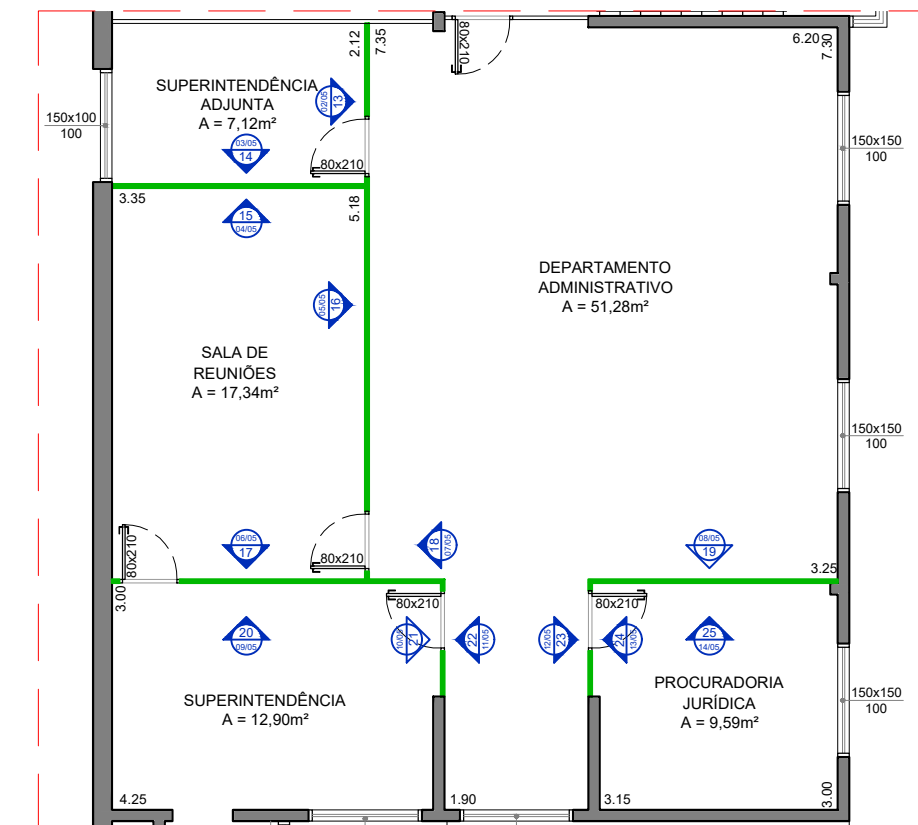 2.12
7.35
80x210
6.20
7.30
SUPERINTENDÊNCIA
ADJUNTA
A = 7,12m²
02/05
13
150x100
100
03/05
14
80x210
150x150
100
3.35
5.18
15
04/05
05/05
16
DEPARTAMENTO
ADMINISTRATIVO
A = 51,28m²
SALA DE
REUNIÕES
A = 17,34m²
150x150
100
06/05
17
80x210
80x210
18
07/05
08/05
19
3.25
3.00
80x210
80x210
20
09/05
10/05
21
22
11/05
12/05
23
24
13/05
25
14/05
SUPERINTENDÊNCIA
A = 12,90m²
PROCURADORIA
JURÍDICA
A = 9,59m²
150x150
100
4.25
1.90
3.15
3.00